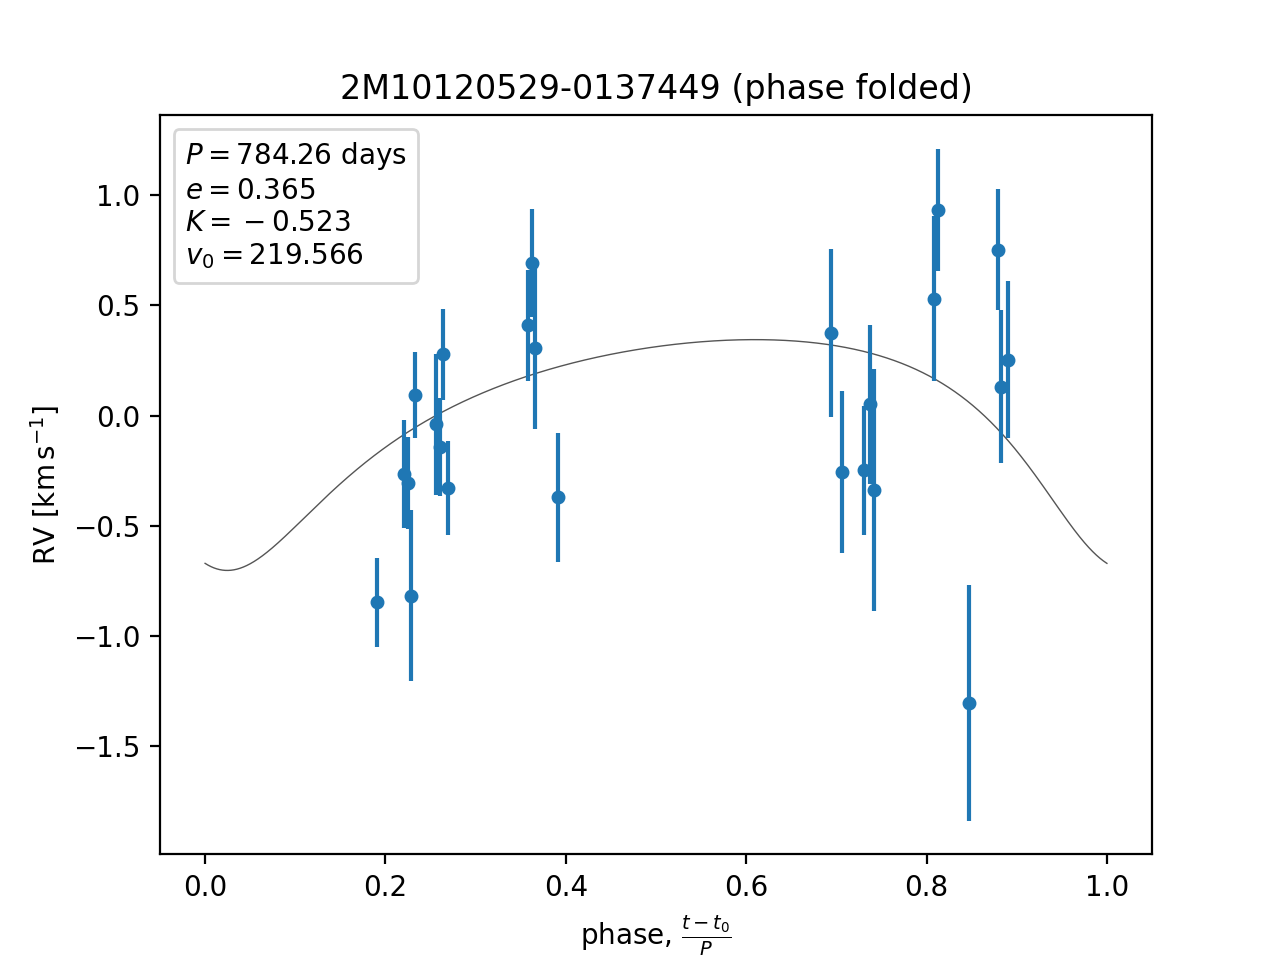 2M10120529-0137449 (phase folded)
P = 784.26 days
e = 0.365
K = −0.523
v₀ = 219.566
1.0
0.5
0.0
−0.5
−1.0
−1.5
RV [km s⁻¹]
0.0 0.2 0.4 0.6 0.8 1.0
phase, (t − t₀)/P